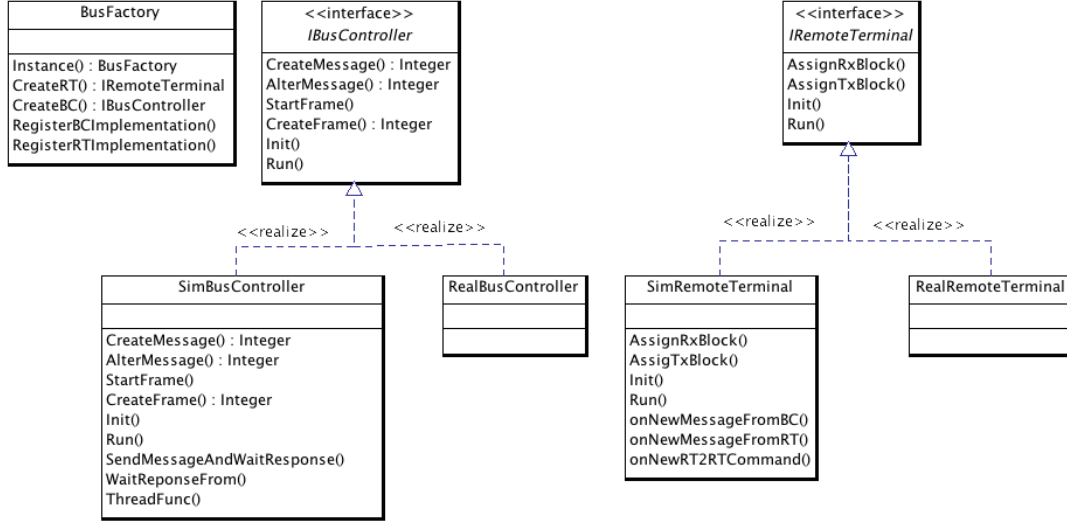 BusFactory
Instance() : BusFactory
CreateRT() : IRemoteTerminal
CreateBC() : IBusController
RegisterBCImplementation()
RegisterRTImplementation()
<<interface>>
IBusController
CreateMessage() : Integer
AlterMessage() : Integer
StartFrame()
CreateFrame() : Integer
Init()
Run()
<<interface>>
IRemoteTerminal
AssignRxBlock()
AssignTxBlock()
Init()
Run()
<<realize>>
<<realize>>
<<realize>>
<<realize>>
SimBusController
CreateMessage() : Integer
AlterMessage() : Integer
StartFrame()
CreateFrame() : Integer
Init()
Run()
SendMessageAndWaitResponse()
WaitReponseFrom()
ThreadFunc()
RealBusController
SimRemoteTerminal
AssignRxBlock()
AssigTxBlock()
Init()
Run()
onNewMessageFromBC()
onNewMessageFromRT()
onNewRT2RTCommand()
RealRemoteTerminal